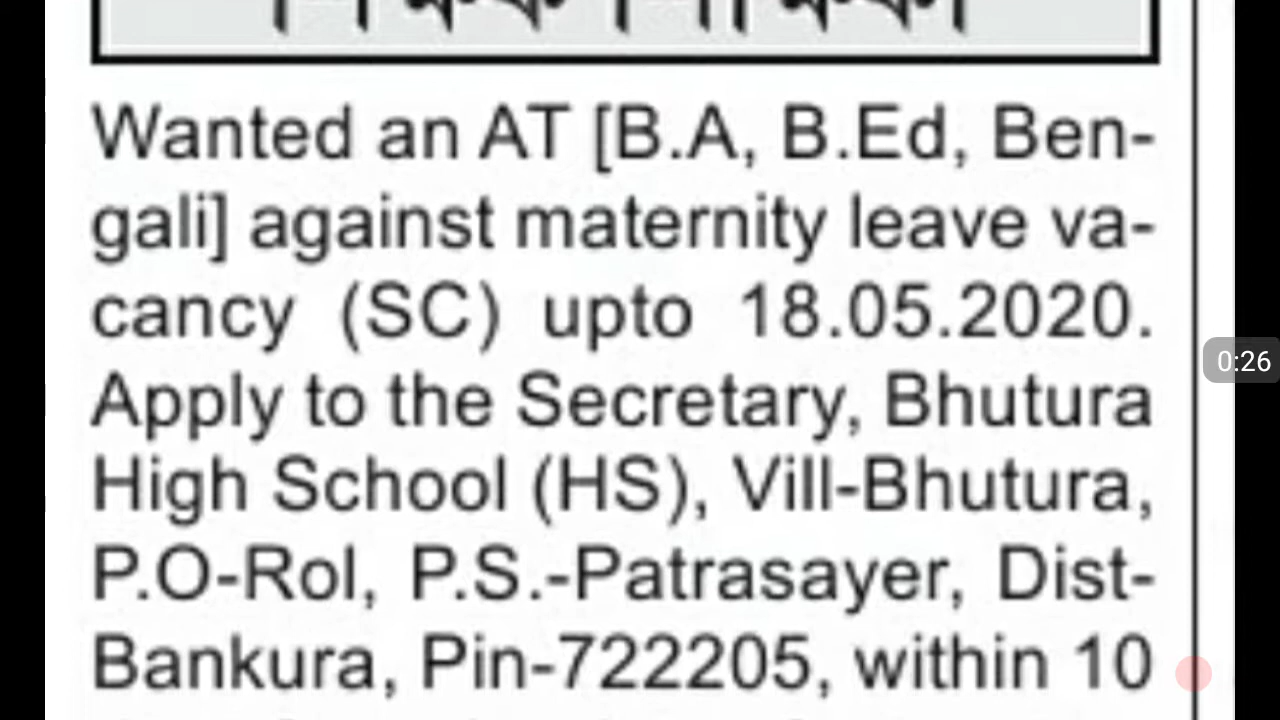 Wanted an AT [B.A, B.Ed, Ben-
gali] against maternity leave va-
cancy (SC) upto 18.05.2020.
Apply to the Secretary, Bhutura
High School (HS), Vill-Bhutura,
P.O-Rol, P.S.-Patrasayer, Dist-
Bankura, Pin-722205, within 10
0:26